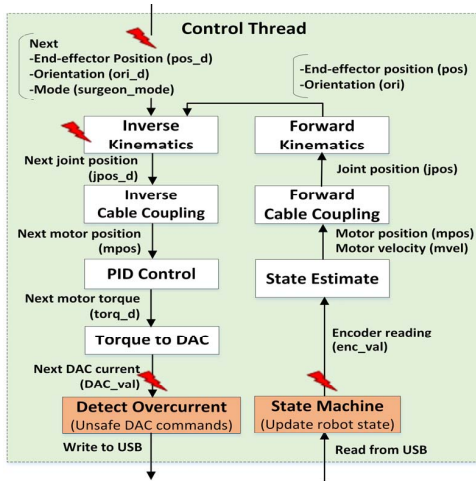 Control Thread
Next
-End-effector Position (pos_d)
-Orientation (ori_d)
-Mode (surgeon_mode)
-End-effector position (pos)
-Orientation (ori)
Inverse
Kinematics
Forward
Kinematics
Next joint position
(jpos_d)
Joint position (jpos)
Inverse
Cable Coupling
Forward
Cable Coupling
Next motor position
(mpos)
Motor position (mpos)
Motor velocity (mvel)
PID Control
State Estimate
Next motor torque
(torq_d)
Torque to DAC
Encoder reading
(enc_val)
Next DAC current
(DAC_val)
Detect Overcurrent
(Unsafe DAC commands)
State Machine
(Update robot state)
Write to USB
Read from USB